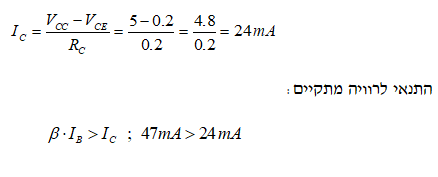 I_C = (V_CC − V_CE) / R_C = (5 − 0.2) / 0.2 = 4.8 / 0.2 = 24mA
התנאי לרוויה מתקיים :
β · I_B > I_C ; 47mA > 24mA